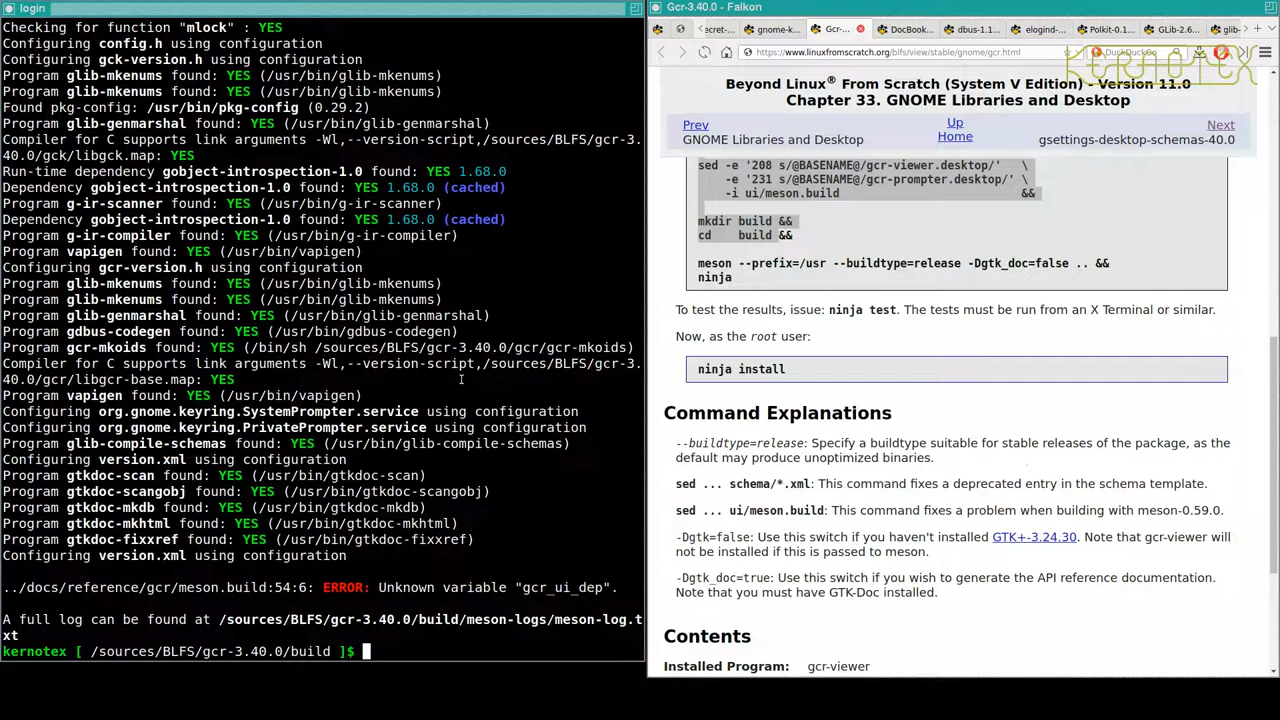 login
Checking for function "mlock" : YES
Configuring config.h using configuration
Configuring gck-version.h using configuration
Program glib-mkenums found: YES (/usr/bin/glib-mkenums)
Program glib-mkenums found: YES (/usr/bin/glib-mkenums)
Found pkg-config: /usr/bin/pkg-config (0.29.2)
Program glib-genmarshal found: YES (/usr/bin/glib-genmarshal)
Compiler for C supports link arguments -Wl,--version-script,/sources/BLFS/gcr-3.
40.0/gck/libgck.map: YES
Run-time dependency gobject-introspection-1.0 found: YES 1.68.0
Dependency gobject-introspection-1.0 found: YES 1.68.0 (cached)
Program g-ir-scanner found: YES (/usr/bin/g-ir-scanner)
Dependency gobject-introspection-1.0 found: YES 1.68.0 (cached)
Program g-ir-compiler found: YES (/usr/bin/g-ir-compiler)
Program vapigen found: YES (/usr/bin/vapigen)
Configuring gcr-version.h using configuration
Program glib-mkenums found: YES (/usr/bin/glib-mkenums)
Program glib-mkenums found: YES (/usr/bin/glib-mkenums)
Program glib-genmarshal found: YES (/usr/bin/glib-genmarshal)
Program gdbus-codegen found: YES (/usr/bin/gdbus-codegen)
Program gcr-mkoids found: YES (/bin/sh /sources/BLFS/gcr-3.40.0/gcr/gcr-mkoids)
Compiler for C supports link arguments -Wl,--version-script,/sources/BLFS/gcr-3.
40.0/gcr/libgcr-base.map: YES
Program vapigen found: YES (/usr/bin/vapigen)
Configuring org.gnome.keyring.SystemPrompter.service using configuration
Configuring org.gnome.keyring.PrivatePrompter.service using configuration
Program glib-compile-schemas found: YES (/usr/bin/glib-compile-schemas)
Configuring version.xml using configuration
Program gtkdoc-scan found: YES (/usr/bin/gtkdoc-scan)
Program gtkdoc-scangobj found: YES (/usr/bin/gtkdoc-scangobj)
Program gtkdoc-mkdb found: YES (/usr/bin/gtkdoc-mkdb)
Program gtkdoc-mkhtml found: YES (/usr/bin/gtkdoc-mkhtml)
Program gtkdoc-fixxref found: YES (/usr/bin/gtkdoc-fixxref)
Configuring version.xml using configuration
../docs/reference/gcr/meson.build:54:6: ERROR: Unknown variable "gcr_ui_dep".
A full log can be found at /sources/BLFS/gcr-3.40.0/build/meson-logs/meson-log.t
xt
kernotex [ /sources/BLFS/gcr-3.40.0/build ]$
Gcr-3.40.0 - Falkon
ecret- gnome-k Gcr- DocBook dbus-1.1 elogind- Polkit-0.1 GLib-2.6 glib-
https://www.linuxfromscratch.org/blfs/view/stable/gnome/gcr.html DuckDuckGo
KERNOTEX
Beyond Linux® From Scratch (System V Edition) - Version 11.0
Chapter 33. GNOME Libraries and Desktop
Prev Up Next
GNOME Libraries and Desktop Home gsettings-desktop-schemas-40.0
sed -e '208 s/@BASENAME@/gcr-viewer.desktop/' \
-e '231 s/@BASENAME@/gcr-prompter.desktop/' \
-i ui/meson.build &&
mkdir build &&
cd build &&
meson --prefix=/usr --buildtype=release -Dgtk_doc=false .. &&
ninja
To test the results, issue: ninja test. The tests must be run from an X Terminal or similar.
Now, as the root user:
ninja install
Command Explanations
--buildtype=release: Specify a buildtype suitable for stable releases of the package, as the
default may produce unoptimized binaries.
sed ... schema/*.xml: This command fixes a deprecated entry in the schema template.
sed ... ui/meson.build: This command fixes a problem when building with meson-0.59.0.
-Dgtk=false: Use this switch if you haven't installed GTK+-3.24.30. Note that gcr-viewer will
not be installed if this is passed to meson.
-Dgtk_doc=true: Use this switch if you wish to generate the API reference documentation.
Note that you must have GTK-Doc installed.
Contents
Installed Program: gcr-viewer